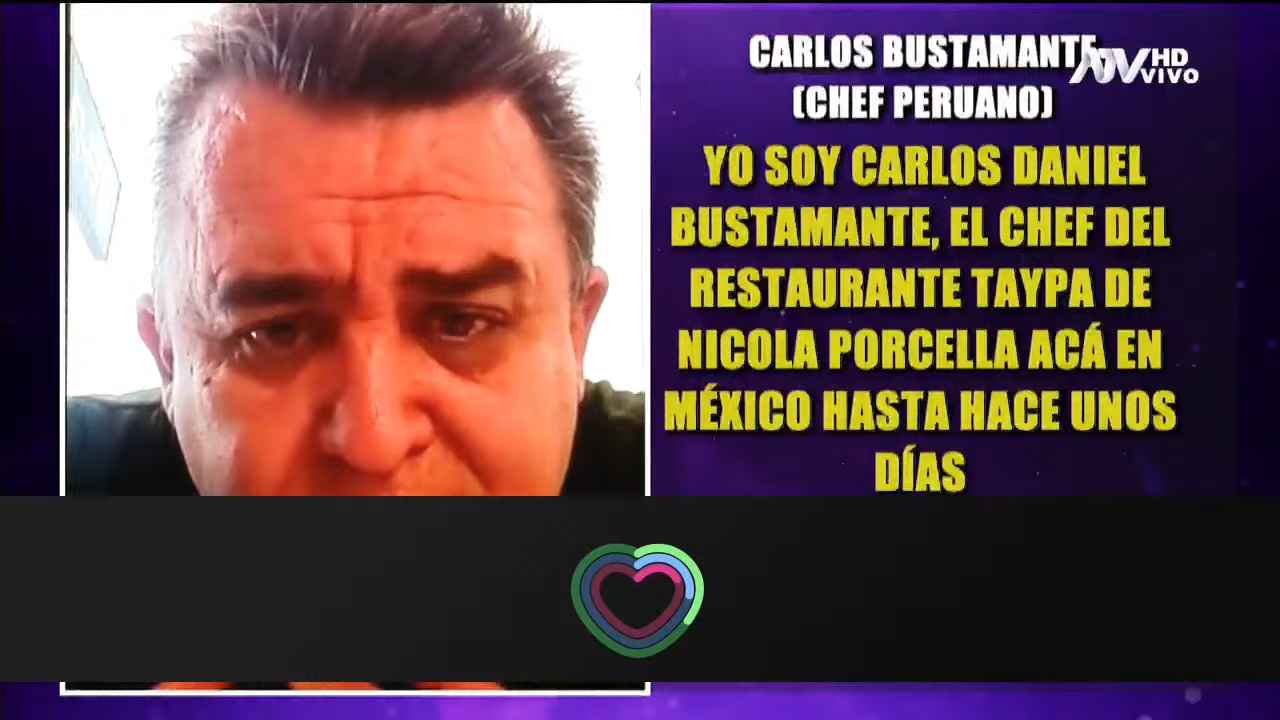 CARLOS BUSTAMANTE
(CHEF PERUANO)
ATV HD
VIVO
YO SOY CARLOS DANIEL
BUSTAMANTE, EL CHEF DEL
RESTAURANTE TAYPA DE
NICOLA PORCELLA ACÁ EN
MÉXICO HASTA HACE UNOS
DÍAS